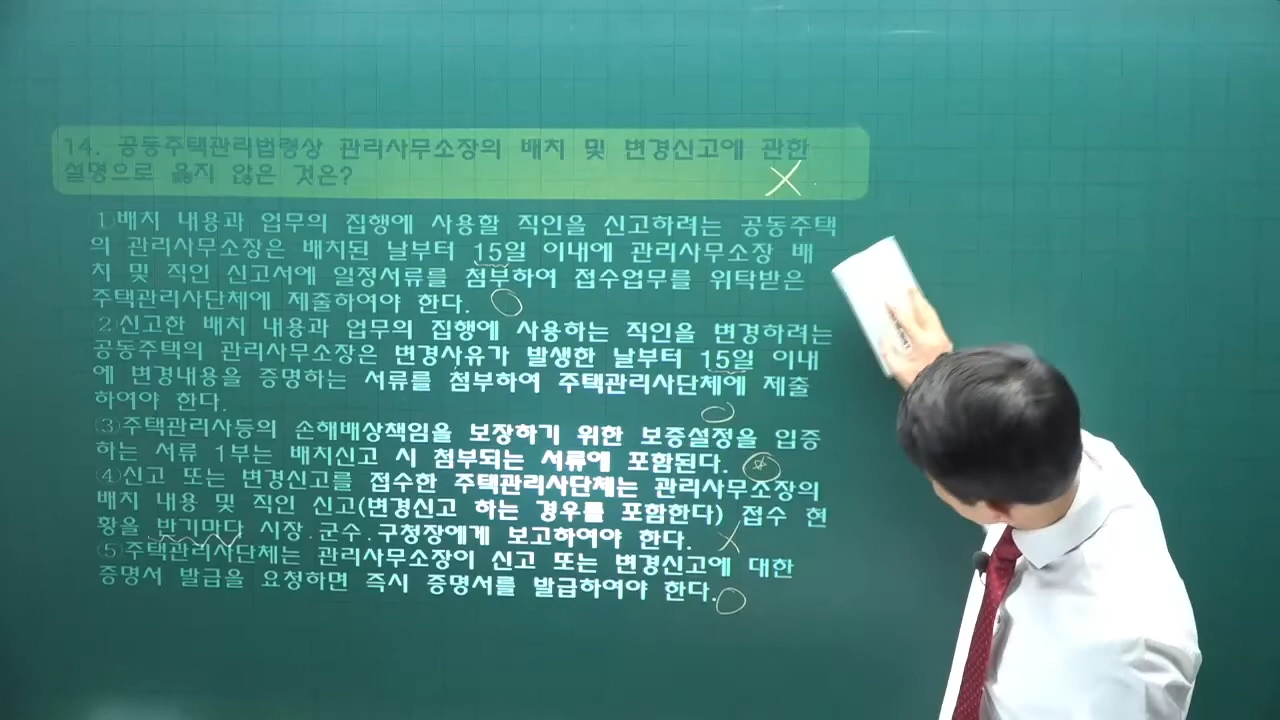 14. 공동주택관리법령상 관리사무소장의 배치 및 변경신고에 관한
설명으로 옳지 않은 것은?
①배치 내용과 업무의 집행에 사용할 직인을 신고하려는 공동주택
의 관리사무소장은 배치된 날부터 15일 이내에 관리사무소장 배
치 및 직인 신고서에 일정서류를 첨부하여 접수업무를 위탁받은
주택관리사단체에 제출하여야 한다.
②신고한 배치 내용과 업무의 집행에 사용하는 직인을 변경하려는
공동주택의 관리사무소장은 변경사유가 발생한 날부터 15일 이내
에 변경내용을 증명하는 서류를 첨부하여 주택관리사단체에 제출
하여야 한다.
③주택관리사등의 손해배상책임을 보장하기 위한 보증설정을 입증
하는 서류 1부는 배치신고 시 첨부되는 서류에 포함된다.
④신고 또는 변경신고를 접수한 주택관리사단체는 관리사무소장의
배치 내용 및 직인 신고(변경신고 하는 경우를 포함한다) 접수 현
황을 반기마다 시장.군수.구청장에게 보고하여야 한다.
⑤주택관리사단체는 관리사무소장이 신고 또는 변경신고에 대한
증명서 발급을 요청하면 즉시 증명서를 발급하여야 한다.